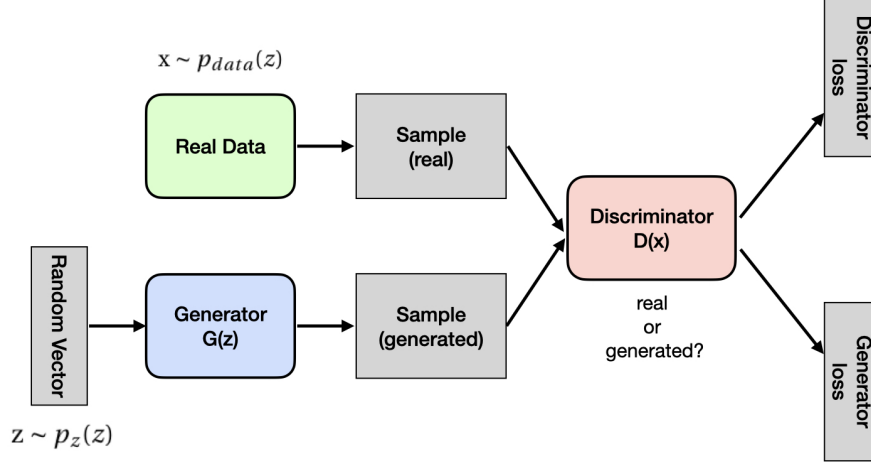 x ~ p_data(z)
Real Data
Sample
(real)
Discriminator
loss
Discriminator
D(x)
real
or
generated?
Random Vector
z ~ p_z(z)
Generator
G(z)
Sample
(generated)
Generator
loss